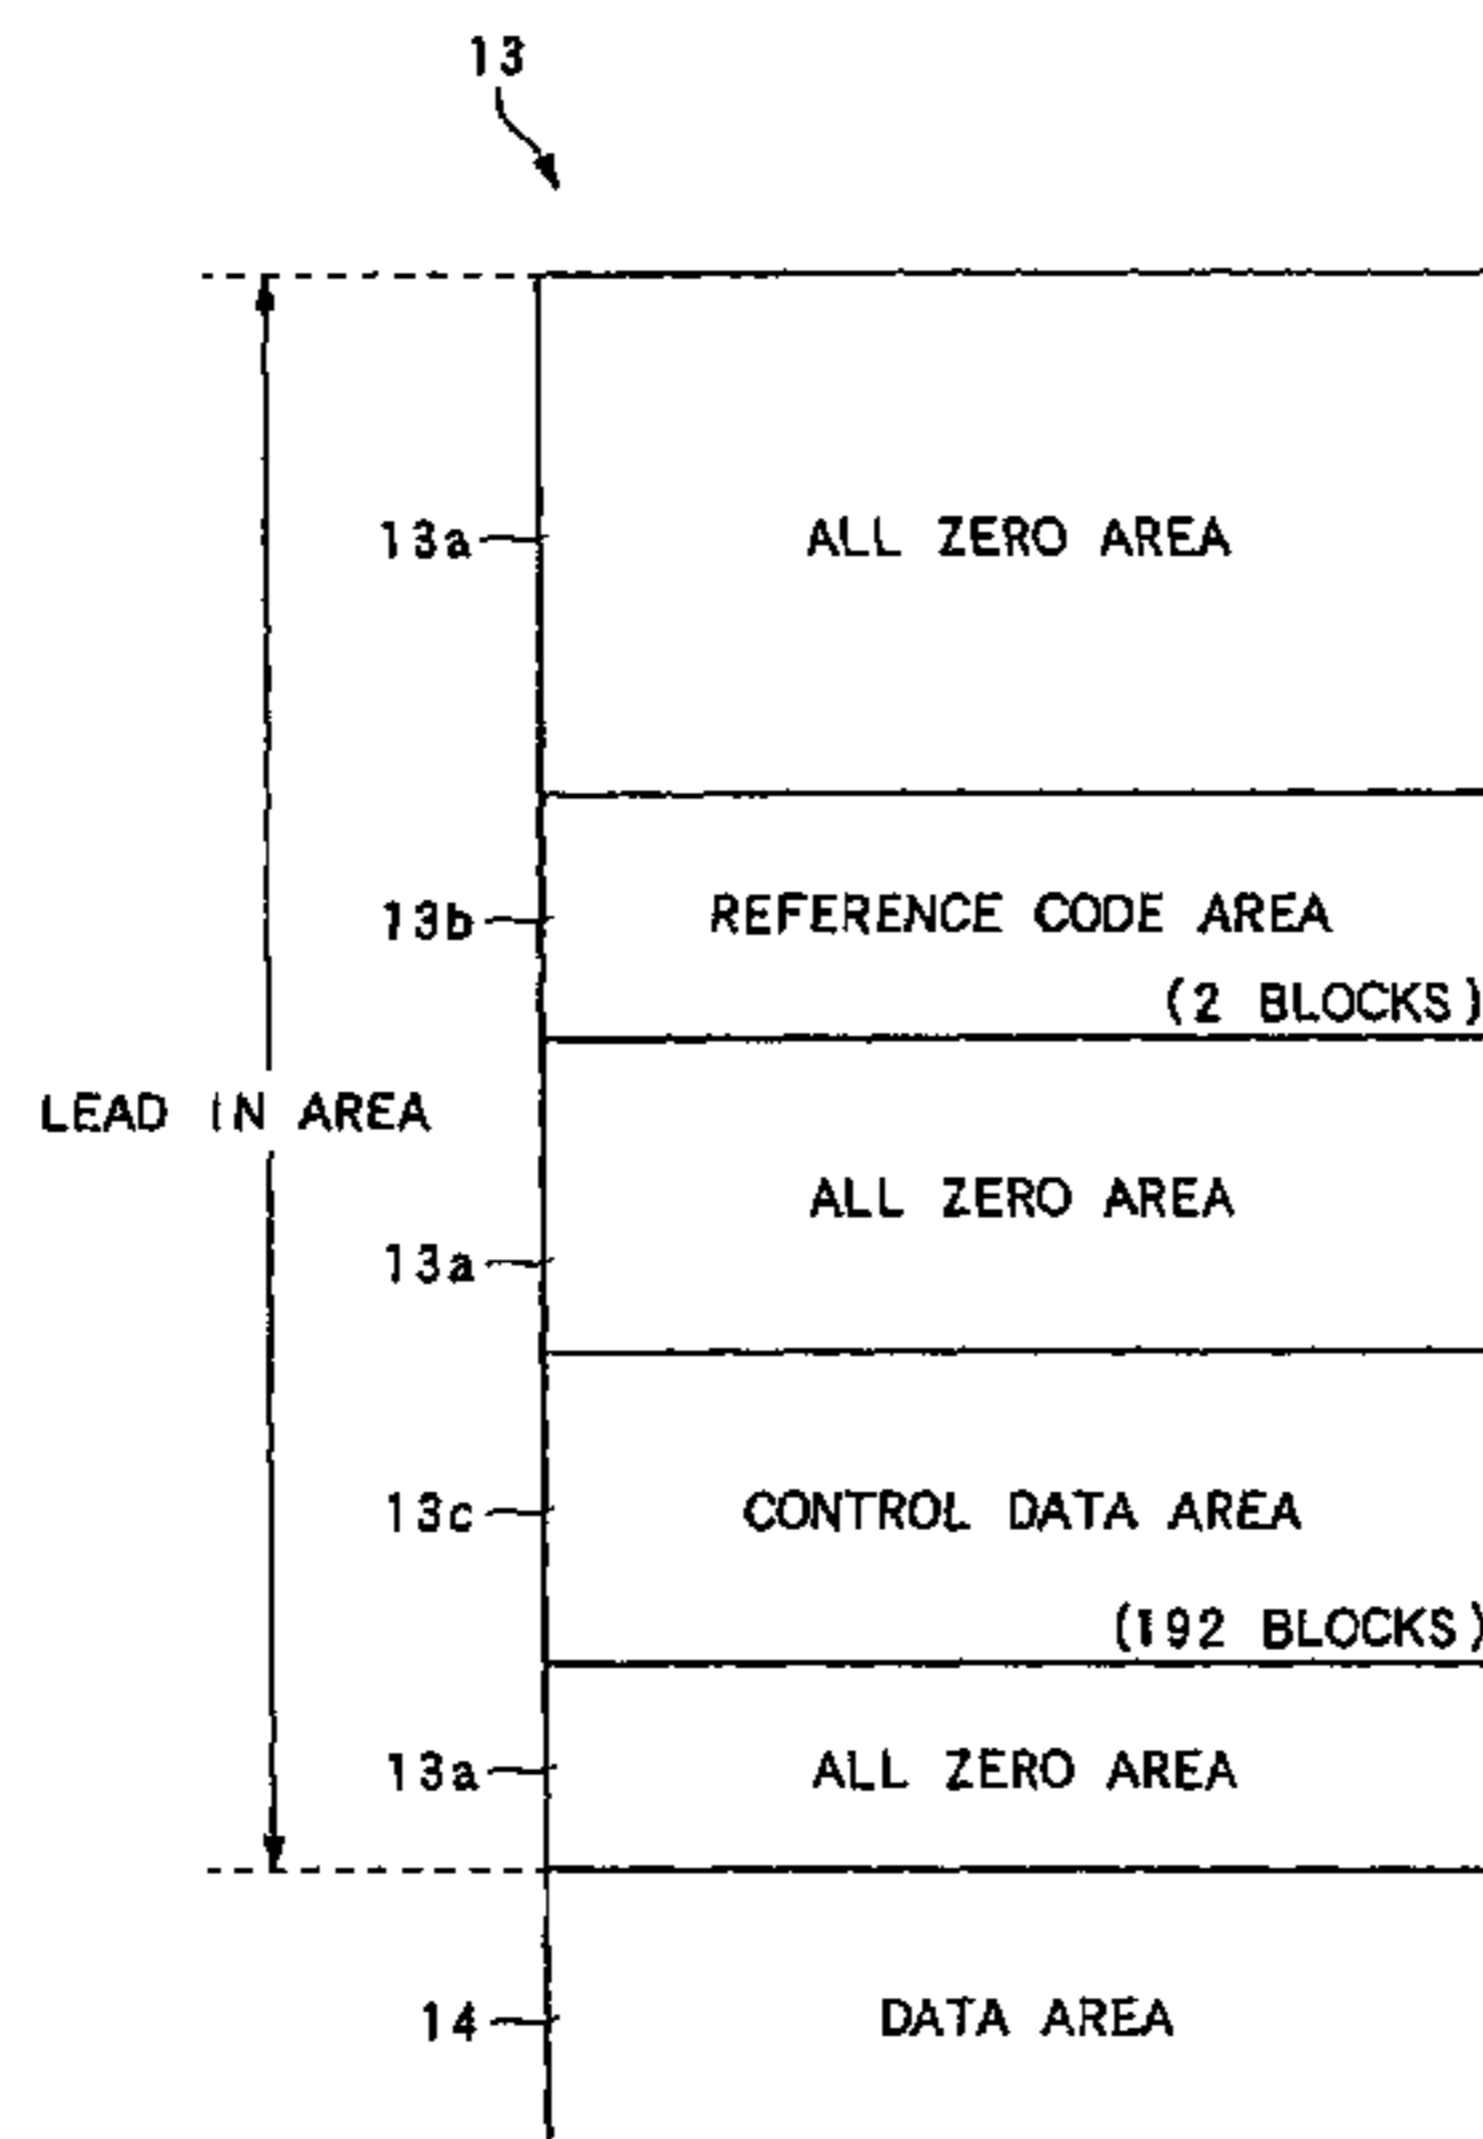 13
13a
ALL ZERO AREA
13b
REFERENCE CODE AREA
(2 BLOCKS)
LEAD IN AREA
ALL ZERO AREA
13a
13c
CONTROL DATA AREA
(192 BLOCKS)
13a
ALL ZERO AREA
14
DATA AREA